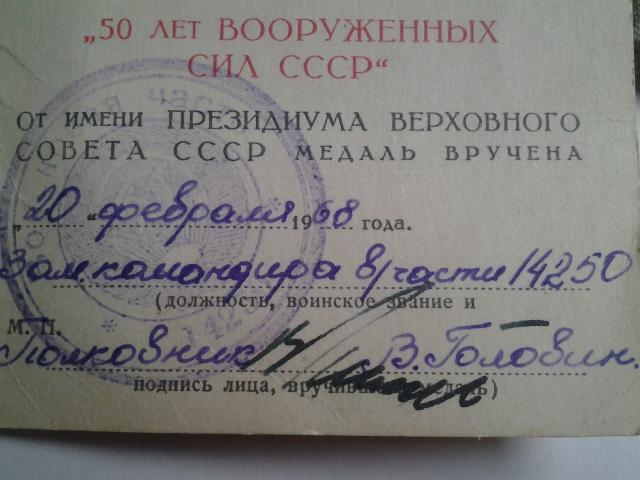 „50 ЛЕТ ВООРУЖЕННЫХ
СИЛ СССР“
ОТ ИМЕНИ ПРЕЗИДИУМА ВЕРХОВНОГО
СОВЕТА СССР МЕДАЛЬ ВРУЧЕНА
„20“ февраля 1968 года.
Зам командира в/части 14250
(должность, воинское звание и
М. П.
Полковник В. Головин.
подпись лица, вручившего медаль)